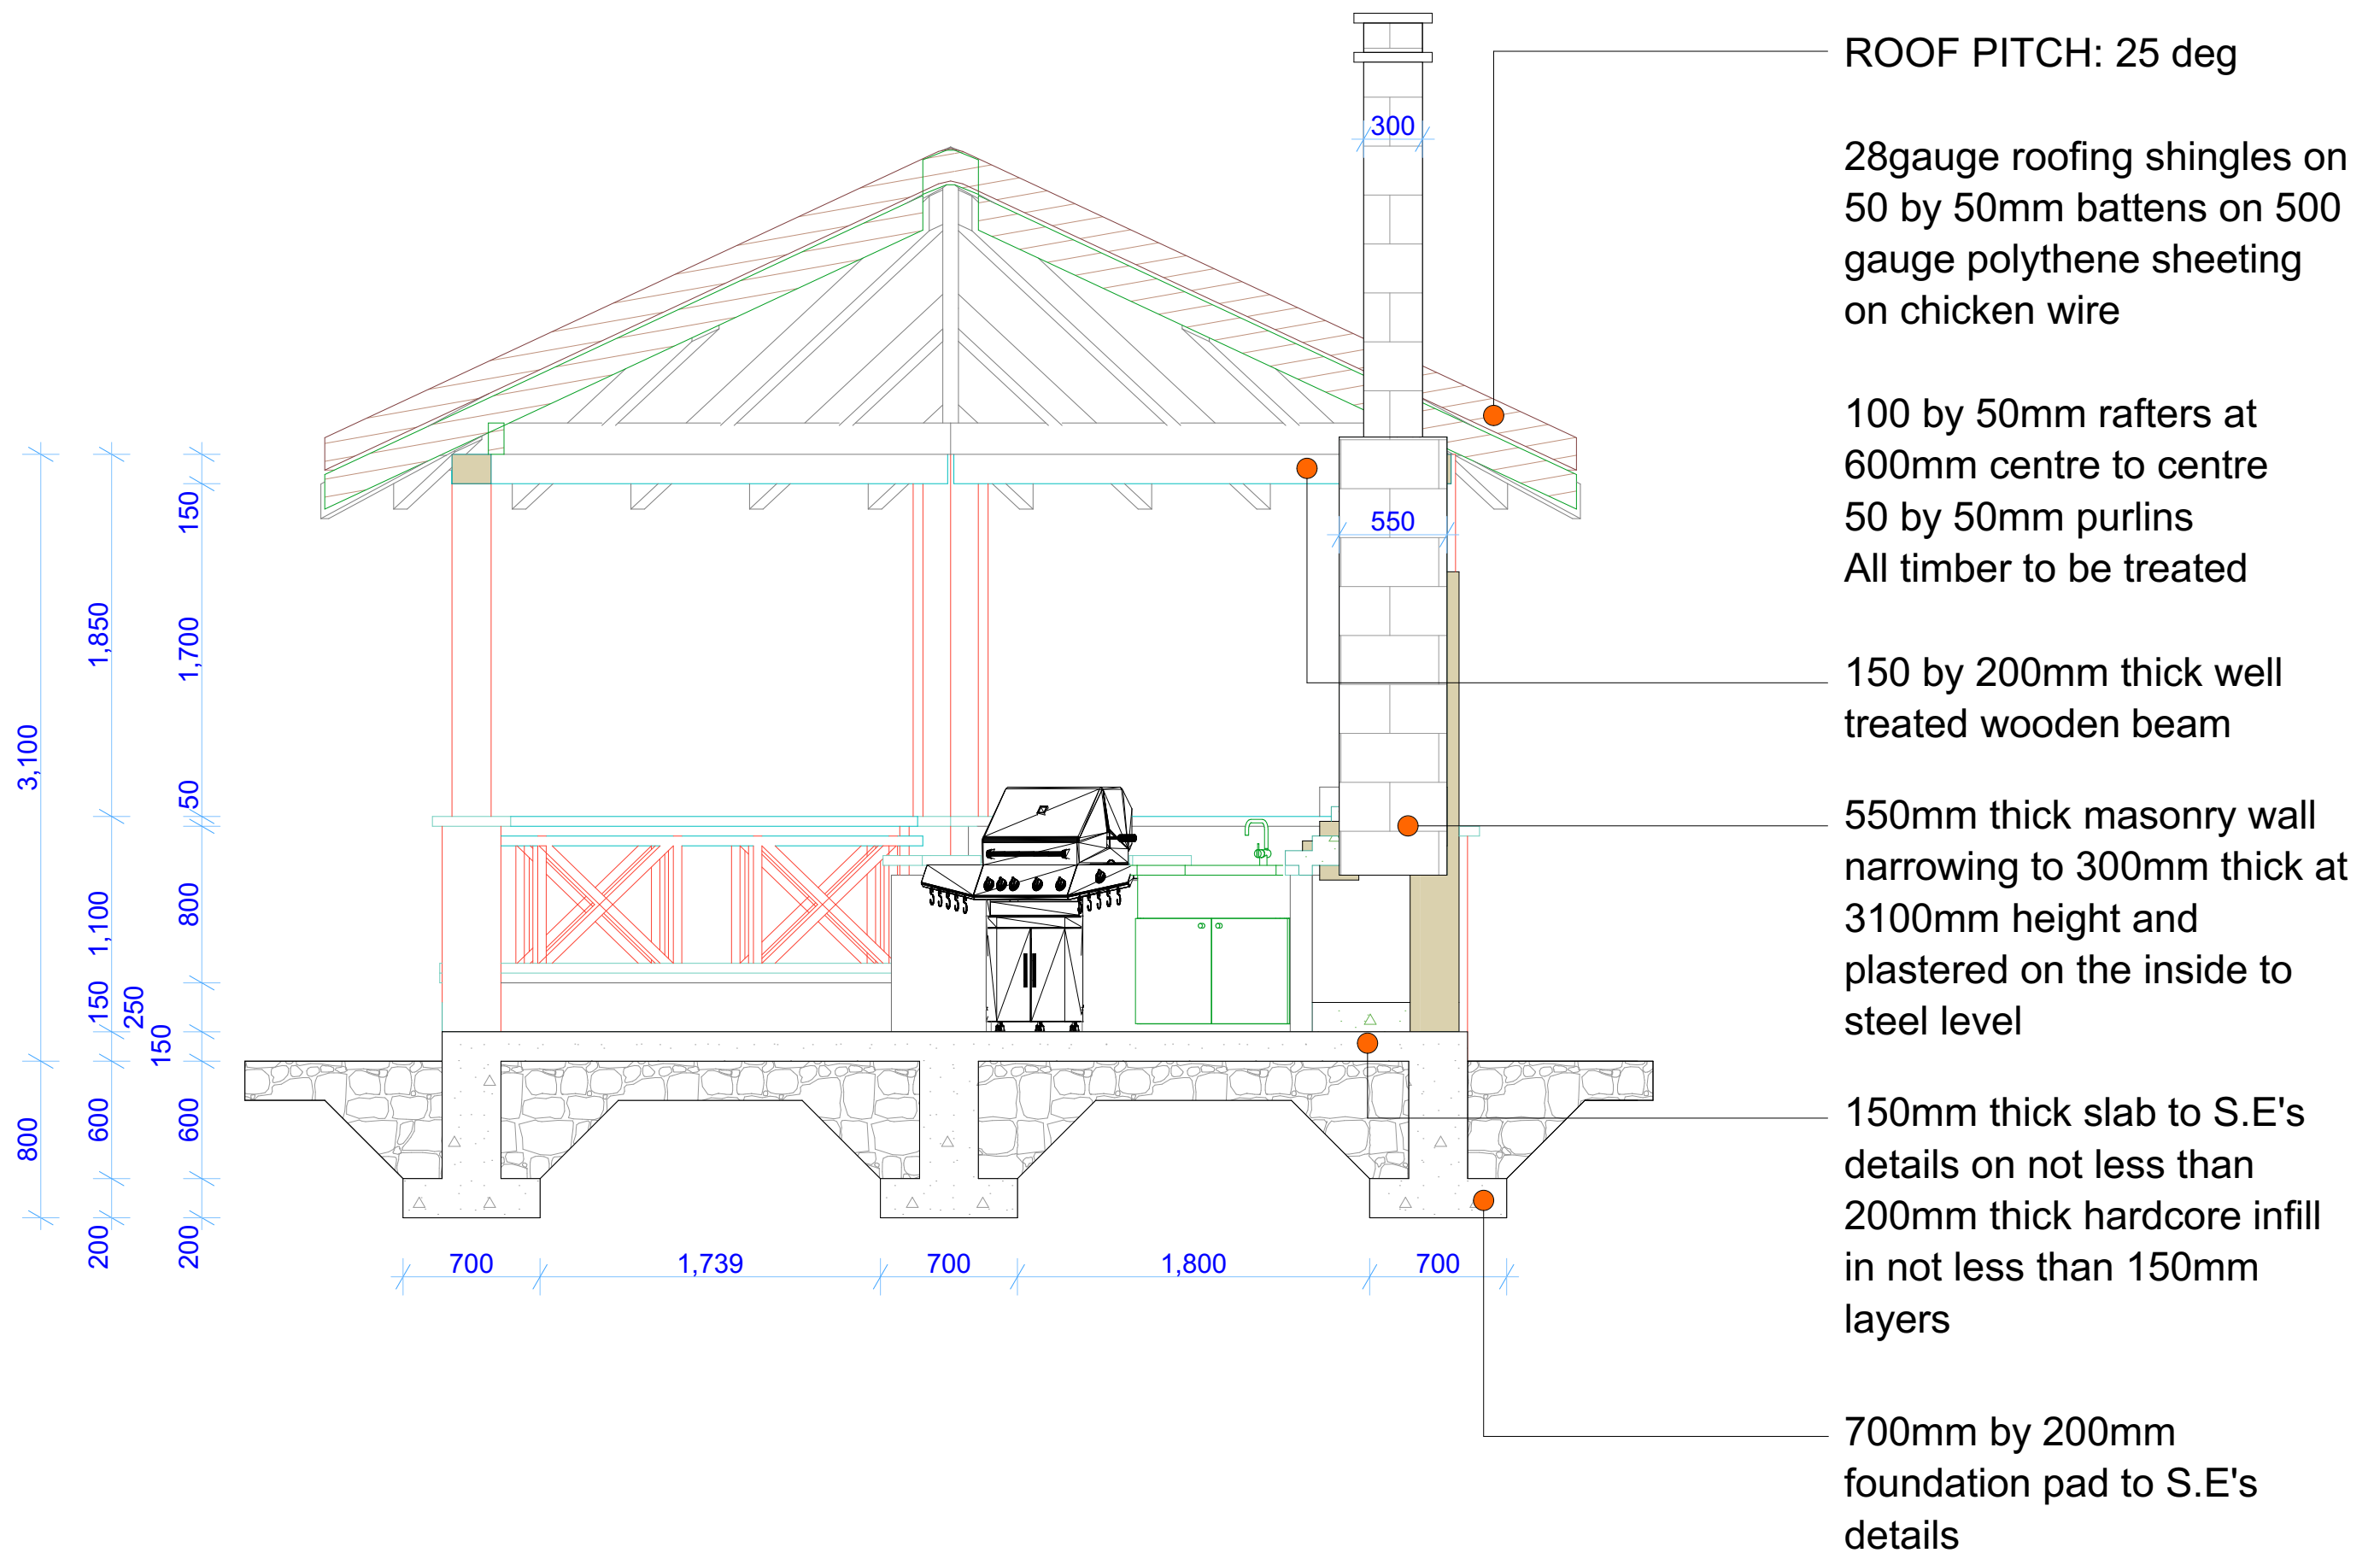 ROOF PITCH: 25 deg
28gauge roofing shingles on
50 by 50mm battens on 500
gauge polythene sheeting
on chicken wire
100 by 50mm rafters at
600mm centre to centre
50 by 50mm purlins
All timber to be treated
150 by 200mm thick well
treated wooden beam
550mm thick masonry wall
narrowing to 300mm thick at
3100mm height and
plastered on the inside to
steel level
150mm thick slab to S.E's
details on not less than
200mm thick hardcore infill
in not less than 150mm
layers
700mm by 200mm
foundation pad to S.E's
details
300
550
3,100
800
1,850
1,100
150
600
200
250
150
150
1,700
50
800
600
200
700
1,739
700
1,800
700